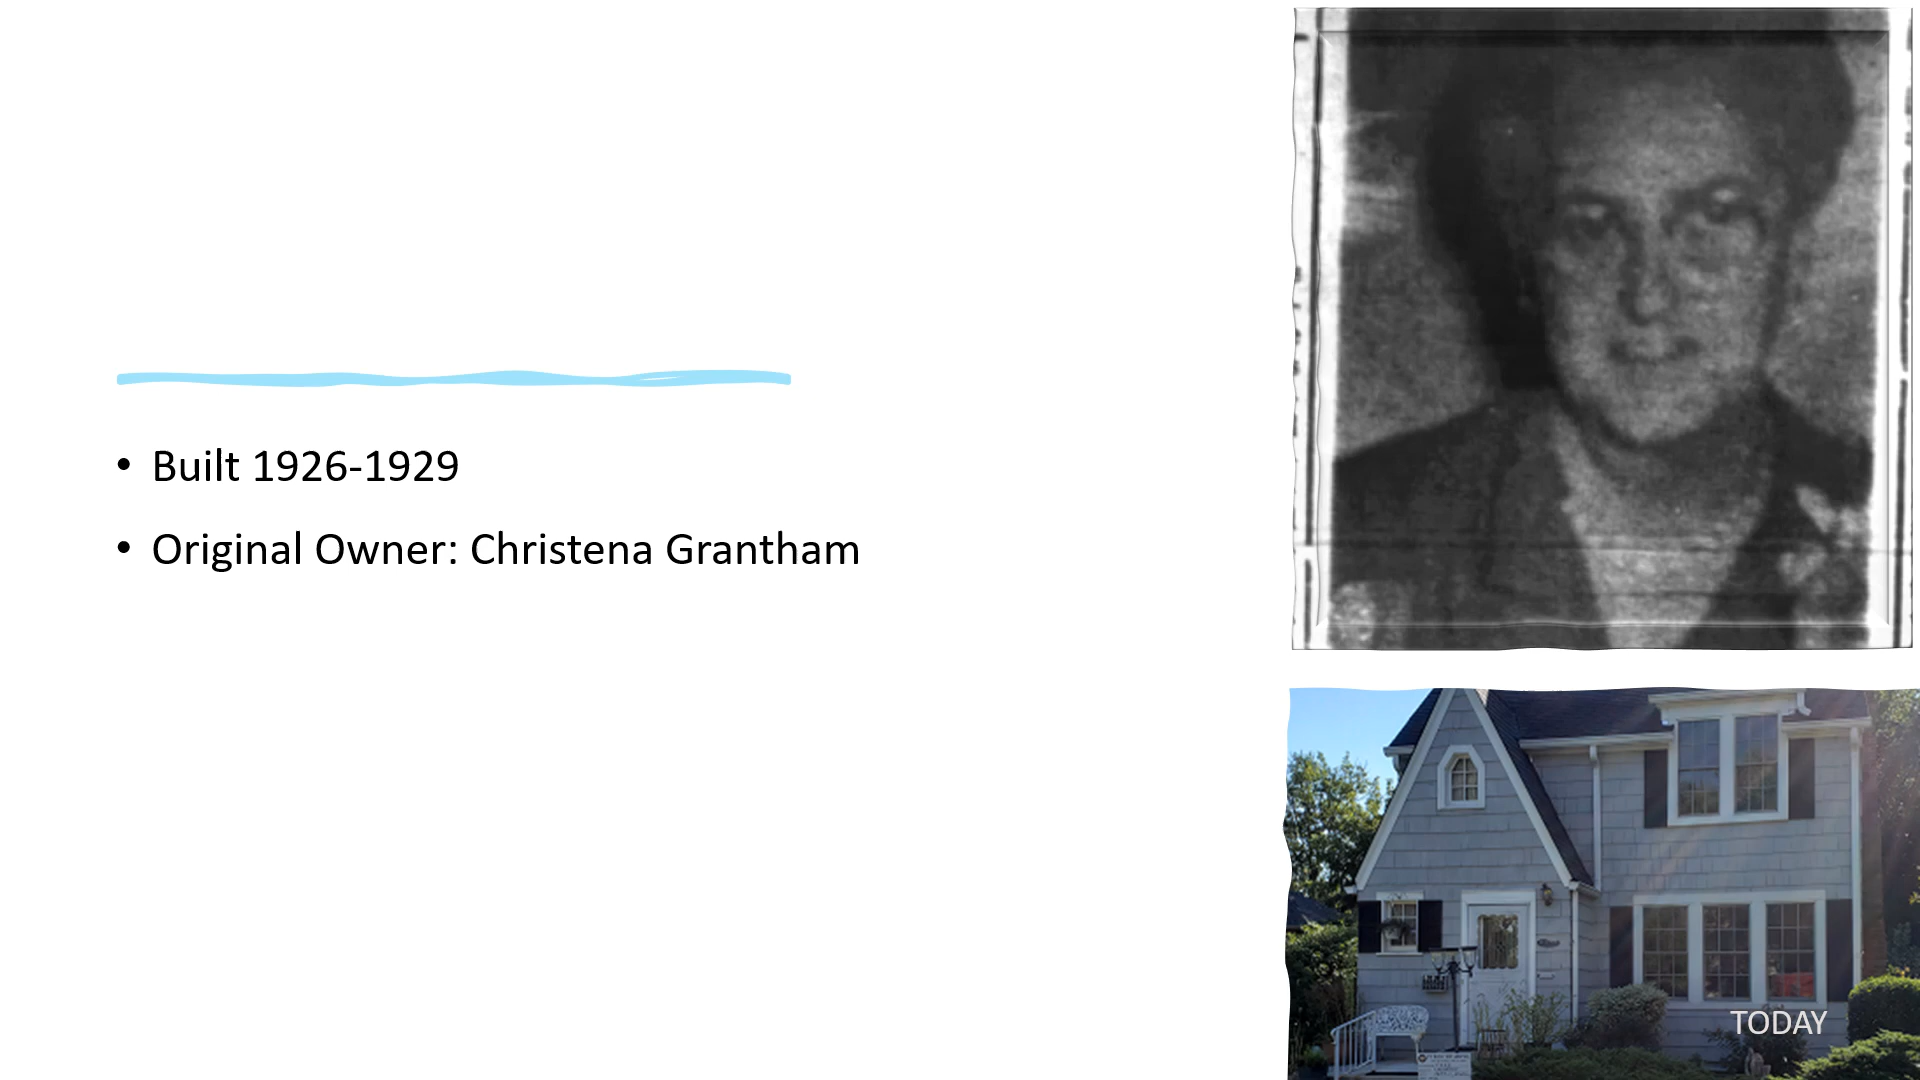 • Built 1926-1929
• Original Owner: Christena Grantham
TODAY